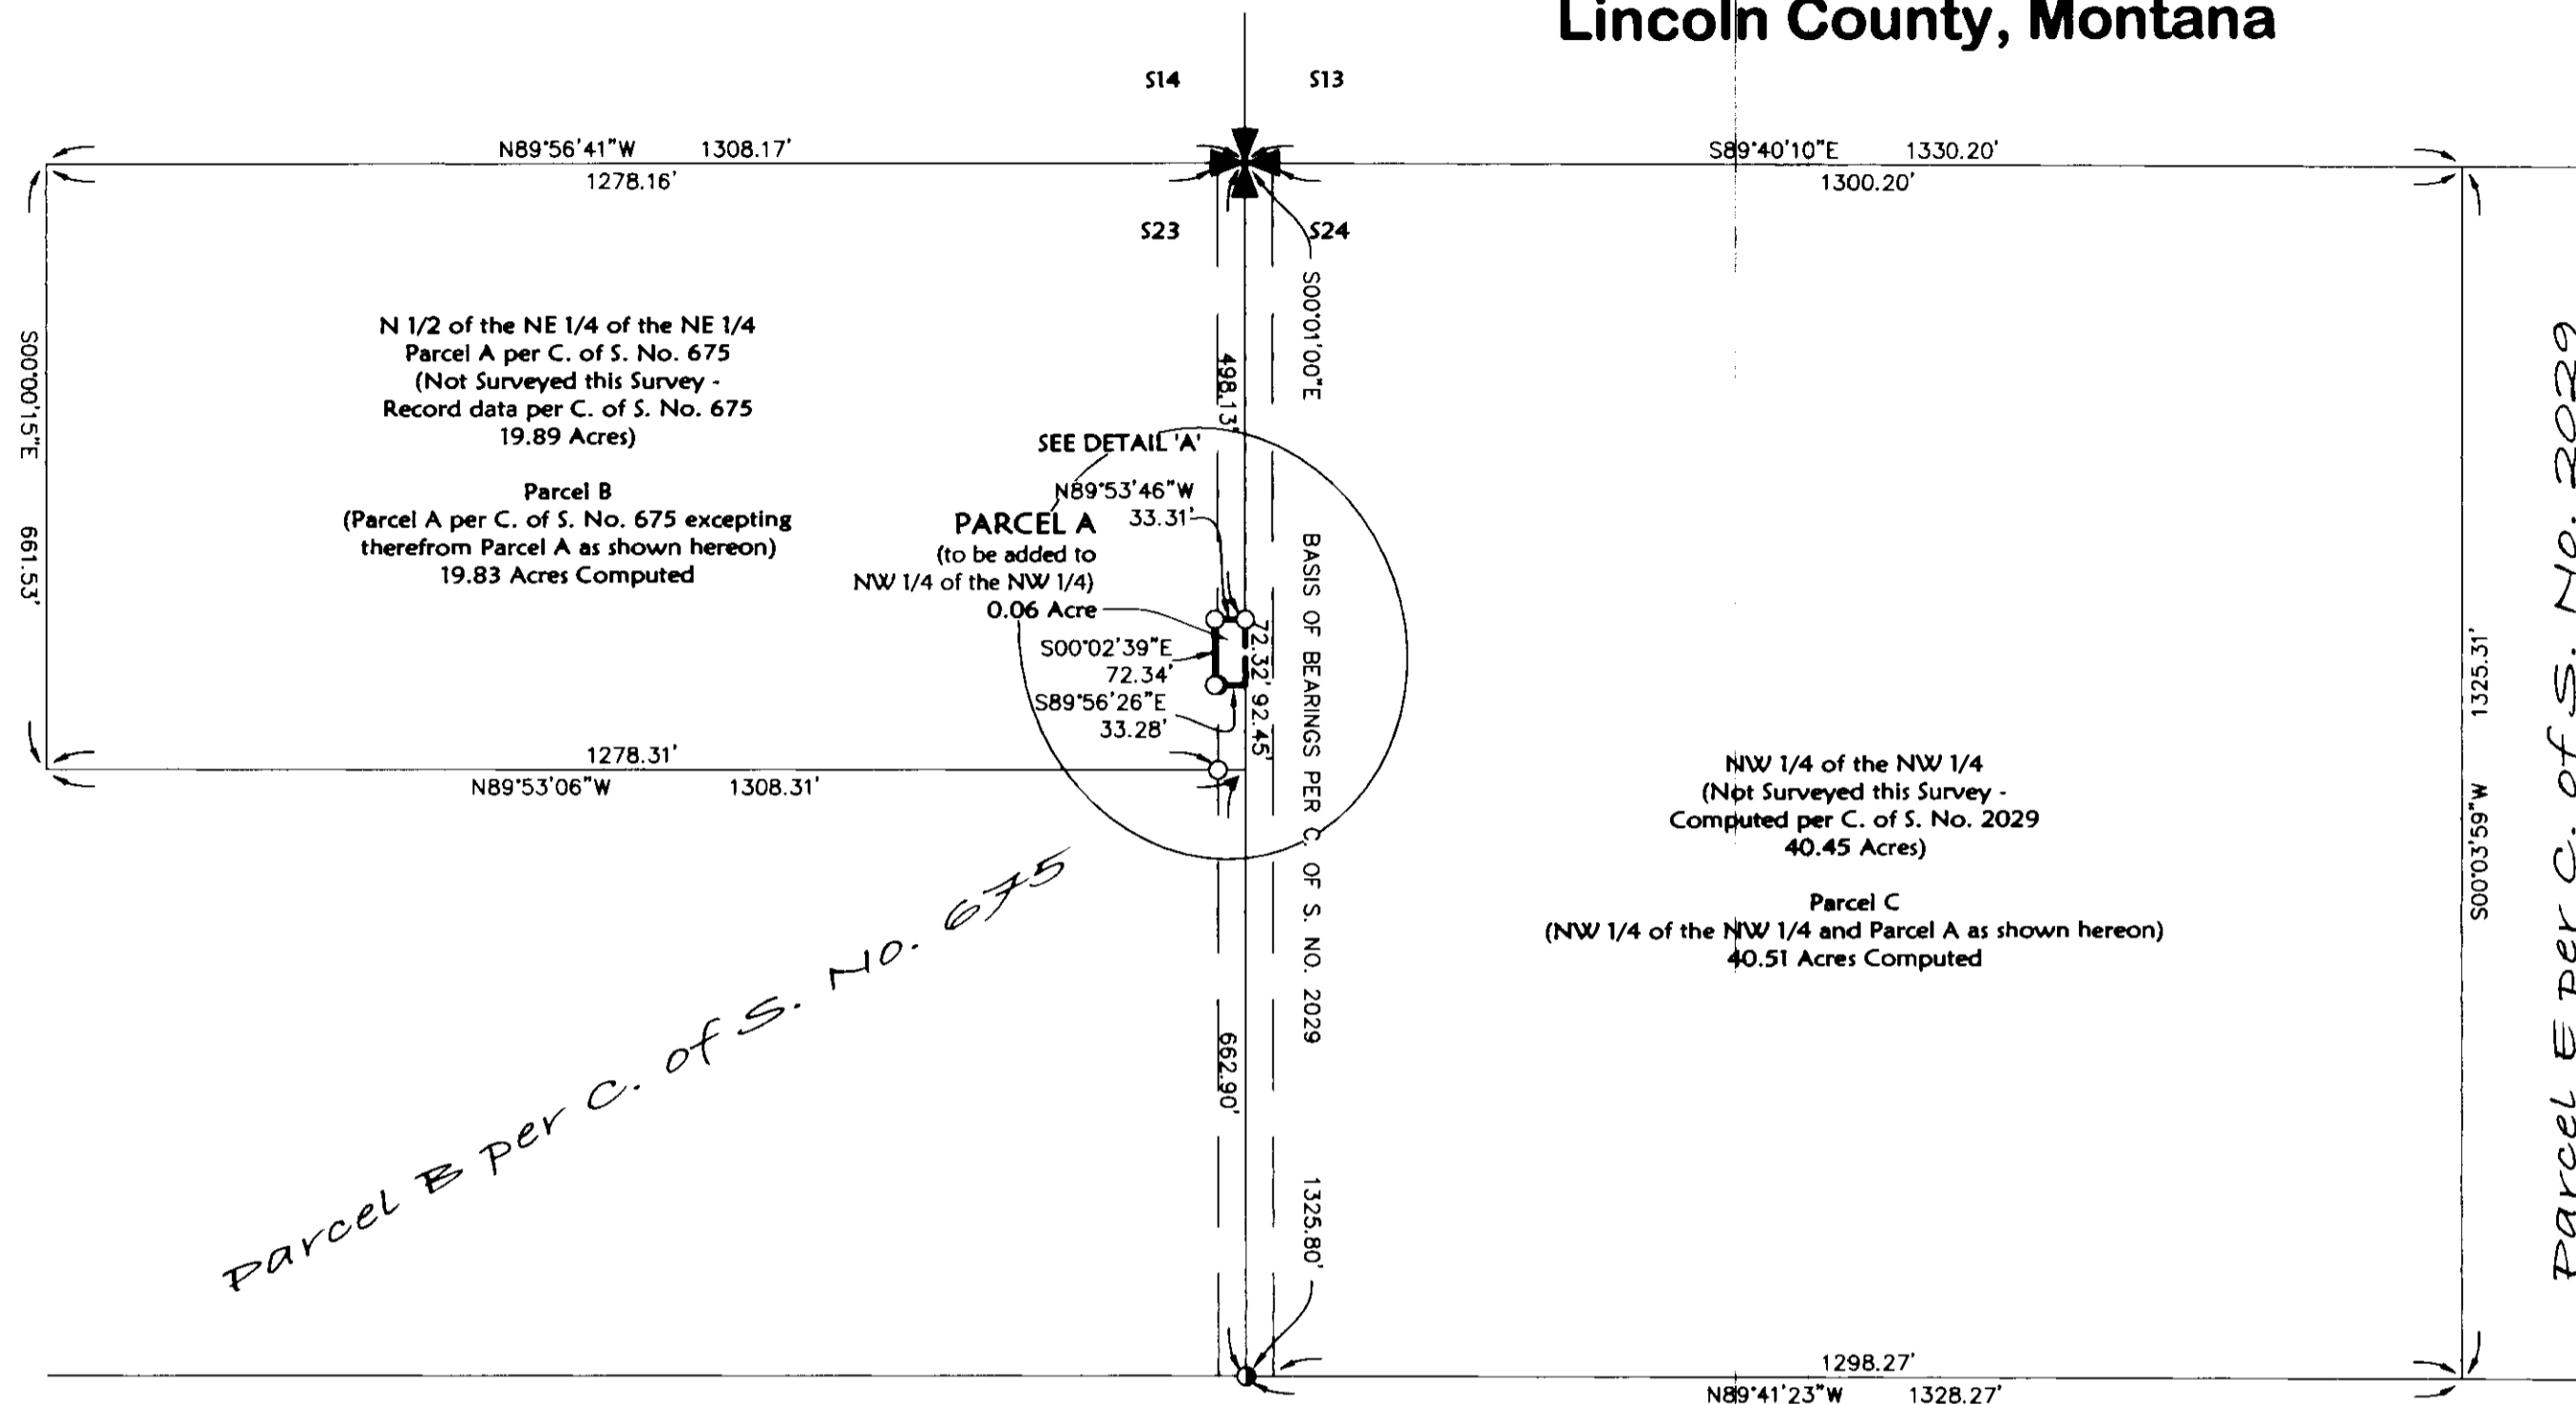 Lincoln County, Montana
S14
S13
N89°56'41"W 1308.17'
1278.16'
S89°40'10"E 1330.20'
1300.20'
S23
S24
S00°00'15"E 661.53'
N 1/2 of the NE 1/4 of the NE 1/4
Parcel A per C. of S. No. 675
(Not Surveyed this Survey -
Record data per C. of S. No. 675
19.89 Acres)
Parcel B
(Parcel A per C. of S. No. 675 excepting
therefrom Parcel A as shown hereon)
19.83 Acres Computed
498.13'
S00°01'00"E BASIS OF BEARINGS PER C. OF S. NO. 2029 1325.80'
SEE DETAIL 'A'
N89°53'46"W
33.31'
PARCEL A
(to be added to
NW 1/4 of the NW 1/4)
0.06 Acre
S00°02'39"E
72.34'
S89°56'26"E
33.28'
72.32' 92.45'
1278.31'
N89°53'06"W 1308.31'
662.90'
NW 1/4 of the NW 1/4
(Not Surveyed this Survey -
Computed per C. of S. No. 2029
40.45 Acres)
Parcel C
(NW 1/4 of the NW 1/4 and Parcel A as shown hereon)
40.51 Acres Computed
1325.31' S00°03'59"W
Parcel E per C. of S. No. 2029
Parcel B per C. of S. No. 675
1298.27'
N89°41'23"W 1328.27'